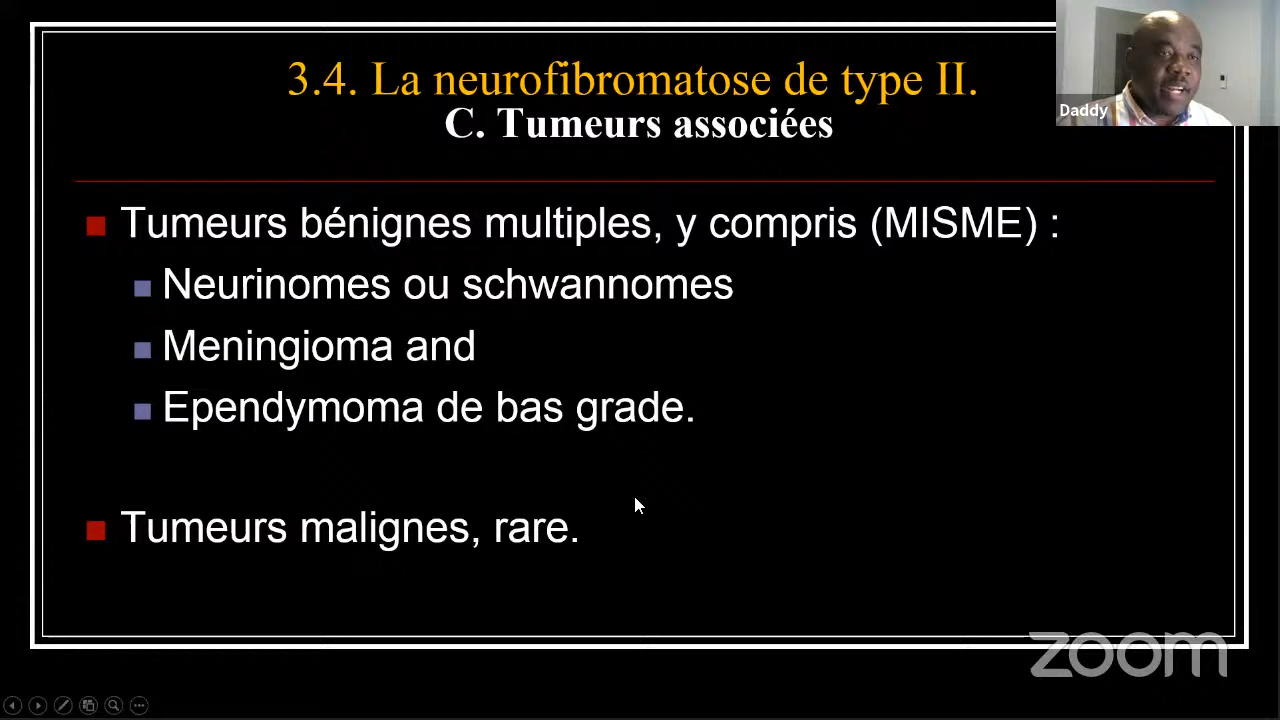 3.4. La neurofibromatose de type II.
C. Tumeurs associées
Daddy
Tumeurs bénignes multiples, y compris (MISME) :
Neurinomes ou schwannomes
Meningioma and
Ependymoma de bas grade.
Tumeurs malignes, rare.
zoom